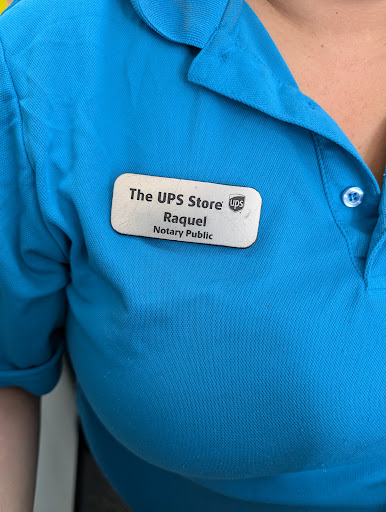 The UPS Store ups
Raquel
Notary Public